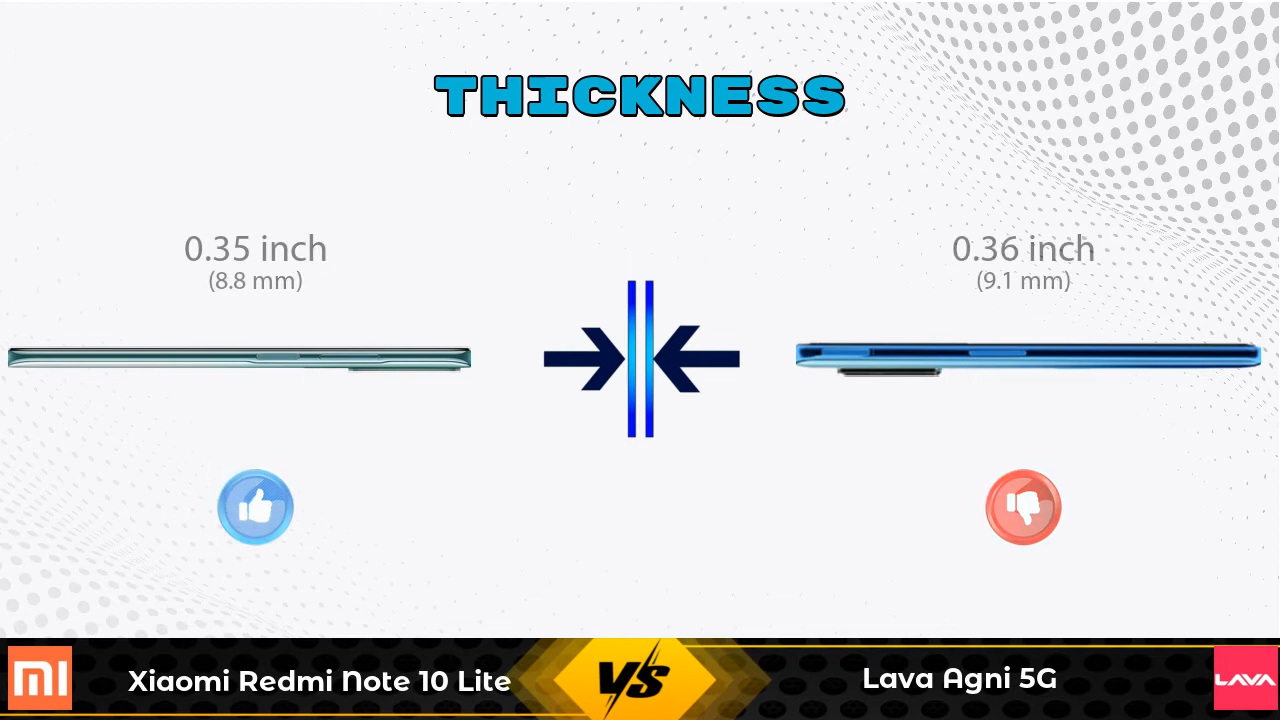 THICKNESS
0.35 inch
(8.8 mm)
0.36 inch
(9.1 mm)
MI
Xiaomi Redmi Note 10 Lite
VS
Lava Agni 5G
LAVA